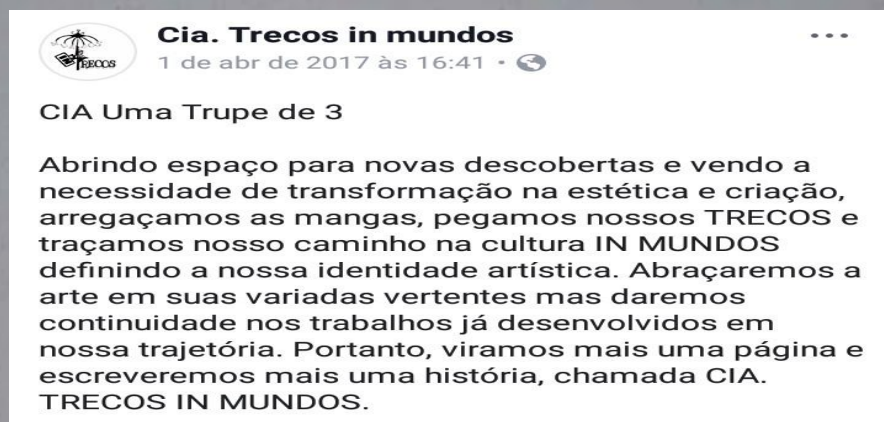 Cia. Trecos in mundos
TRECOS
1 de abr de 2017 às 16:41 ·
CIA Uma Trupe de 3
Abrindo espaço para novas descobertas e vendo a
necessidade de transformação na estética e criação,
arregaçamos as mangas, pegamos nossos TRECOS e
traçamos nosso caminho na cultura IN MUNDOS
definindo a nossa identidade artística. Abraçaremos a
arte em suas variadas vertentes mas daremos
continuidade nos trabalhos já desenvolvidos em
nossa trajetória. Portanto, viramos mais uma página e
escreveremos mais uma história, chamada CIA.
TRECOS IN MUNDOS.